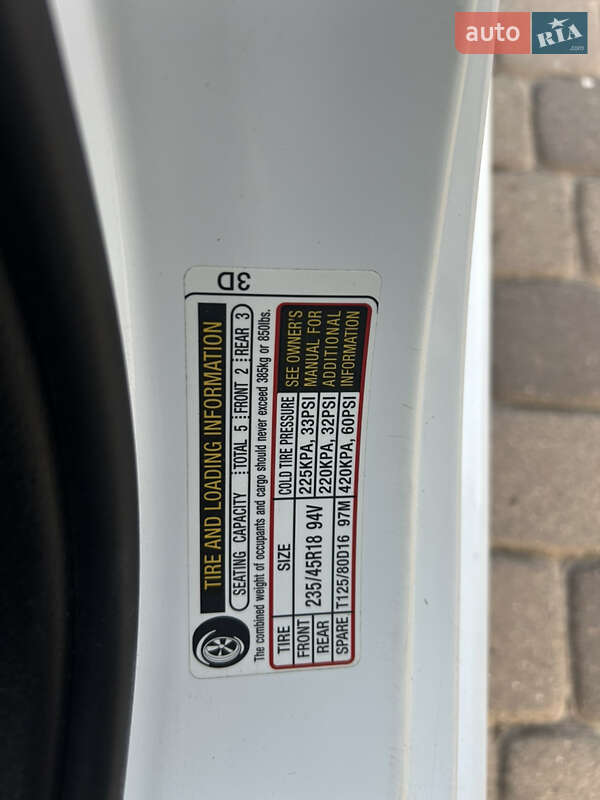 auto RIA .com
3D
TIRE AND LOADING INFORMATION
SEATING CAPACITY TOTAL 5 FRONT 2 REAR 3
The combined weight of occupants and cargo should never exceed 385kg or 850lbs.
TIRE SIZE COLD TIRE PRESSURE SEE OWNER'S
FRONT 235/45R18 94V 225KPA, 33PSI MANUAL FOR
REAR 220KPA, 32PSI ADDITIONAL
SPARE T125/80D16 97M 420KPA, 60PSI INFORMATION